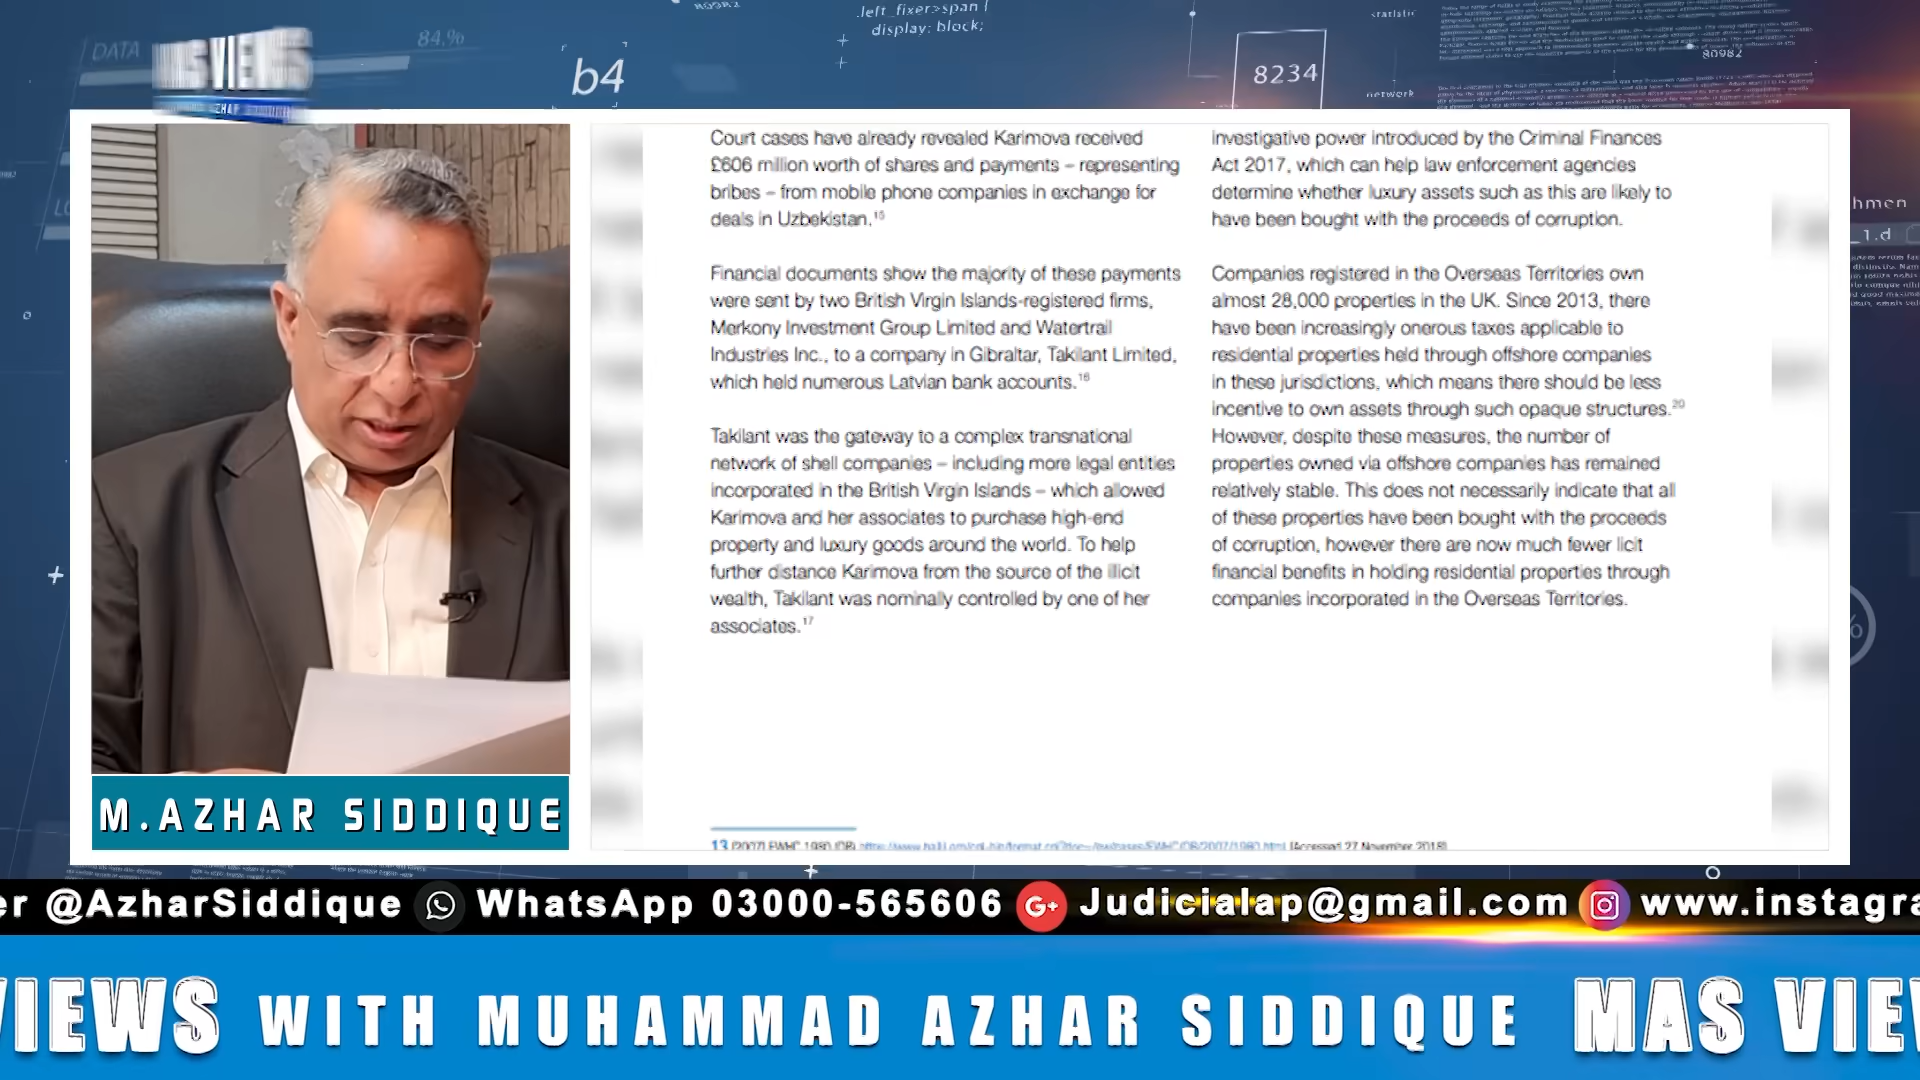 DATA
84.%
b4
.left_fixer>span {
display: block;
8234
network
80982
hmen
_1.d
MAS VIEWS
Court cases have already revealed Karimova received
£606 million worth of shares and payments – representing
bribes – from mobile phone companies in exchange for
deals in Uzbekistan.15
Financial documents show the majority of these payments
were sent by two British Virgin Islands-registered firms,
Merkony Investment Group Limited and Watertrail
Industries Inc., to a company in Gibraltar, Takilant Limited,
which held numerous Latvian bank accounts.16
Takilant was the gateway to a complex transnational
network of shell companies – including more legal entities
incorporated in the British Virgin Islands – which allowed
Karimova and her associates to purchase high-end
property and luxury goods around the world. To help
further distance Karimova from the source of the illicit
wealth, Takilant was nominally controlled by one of her
associates.17
investigative power introduced by the Criminal Finances
Act 2017, which can help law enforcement agencies
determine whether luxury assets such as this are likely to
have been bought with the proceeds of corruption.
Companies registered in the Overseas Territories own
almost 28,000 properties in the UK. Since 2013, there
have been increasingly onerous taxes applicable to
residential properties held through offshore companies
in these jurisdictions, which means there should be less
incentive to own assets through such opaque structures.20
However, despite these measures, the number of
properties owned via offshore companies has remained
relatively stable. This does not necessarily indicate that all
of these properties have been bought with the proceeds
of corruption, however there are now much fewer licit
financial benefits in holding residential properties through
companies incorporated in the Overseas Territories.
13 [2007] EWHC 1980 (QB) [Accessed 27 November 2018]
M.AZHAR SIDDIQUE
er @AzharSiddique WhatsApp 03000-565606 G+ Judicialap@gmail.com www.instagra
VIEWS WITH MUHAMMAD AZHAR SIDDIQUE MAS VIEW